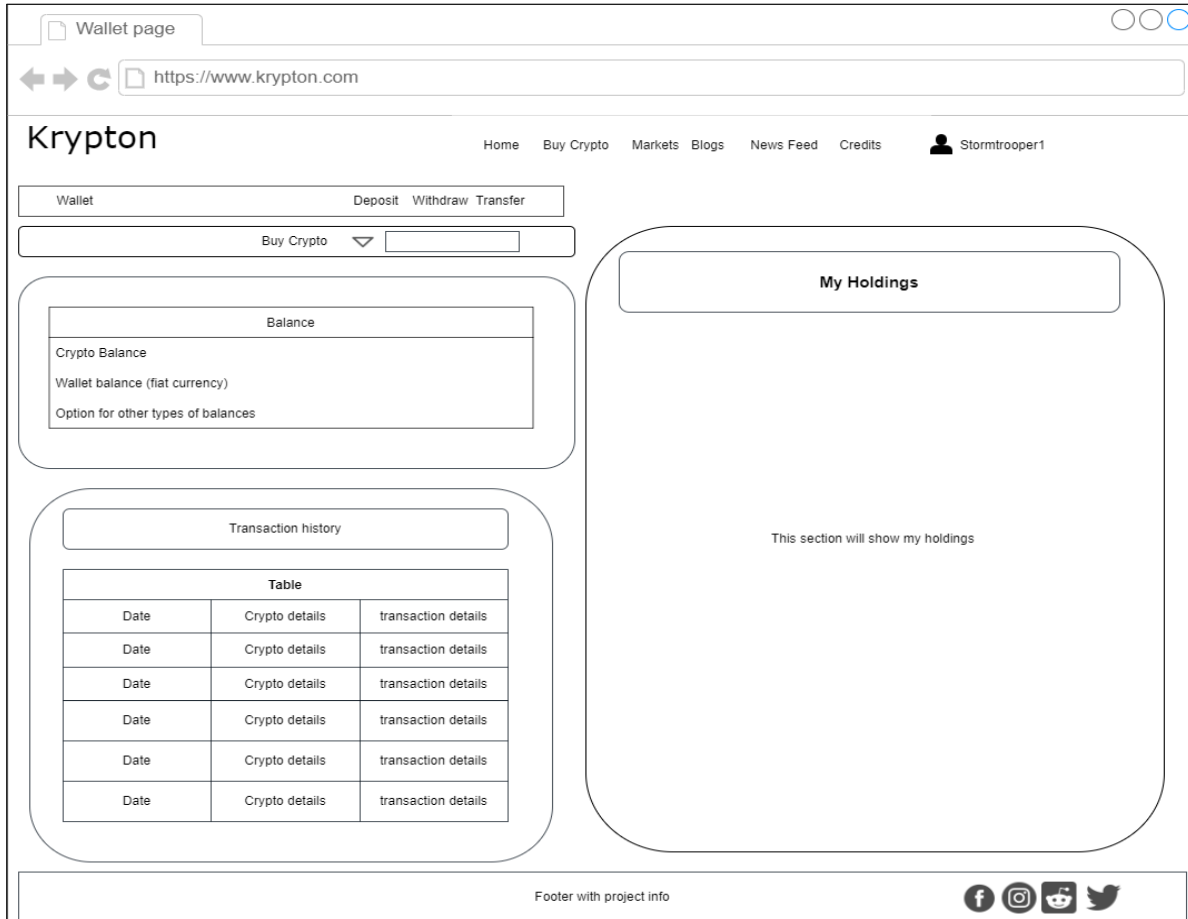 Wallet page
https://www.krypton.com
Krypton
Home Buy Crypto Markets Blogs News Feed Credits Stormtrooper1
Wallet Deposit Withdraw Transfer
Buy Crypto
Balance
Crypto Balance
Wallet balance (fiat currency)
Option for other types of balances
Transaction history
Table
Date Crypto details transaction details
Date Crypto details transaction details
Date Crypto details transaction details
Date Crypto details transaction details
Date Crypto details transaction details
Date Crypto details transaction details
My Holdings
This section will show my holdings
Footer with project info